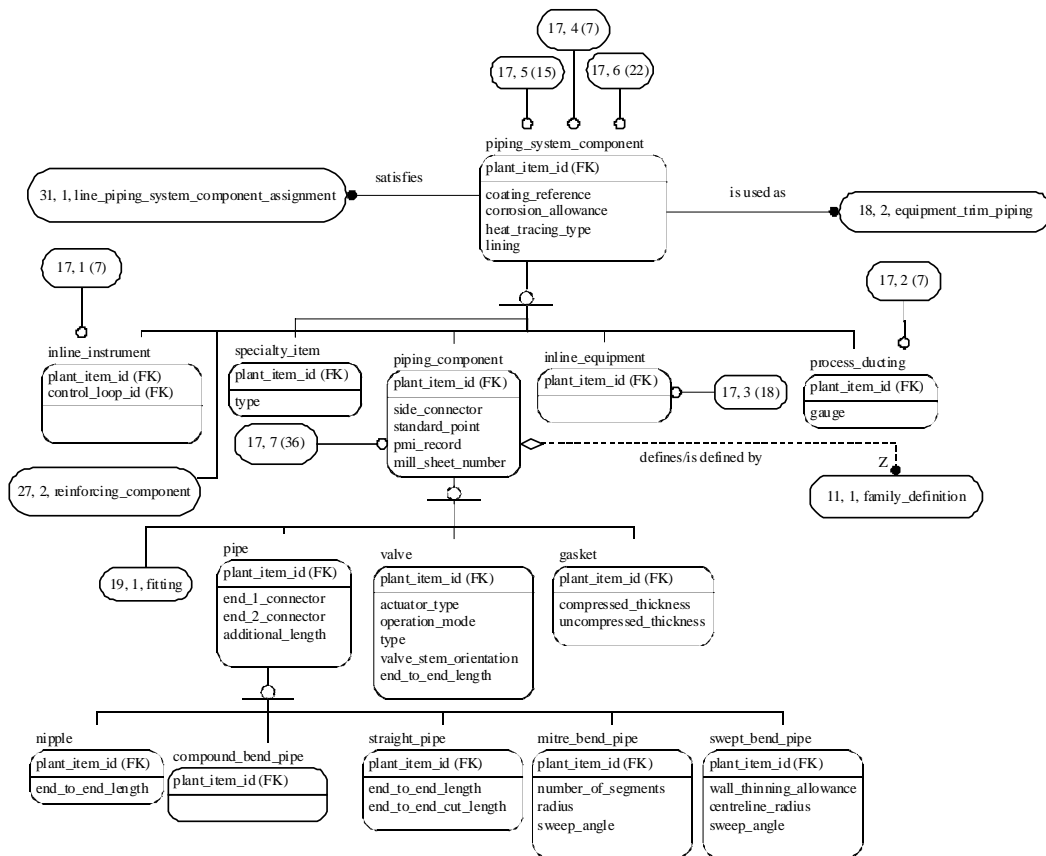 17, 4 (7)
17, 5 (15)
17, 6 (22)
piping_system_component
plant_item_id (FK)
coating_reference
corrosion_allowance
heat_tracing_type
lining
satisfies
31, 1, line_piping_system_component_assignment
is used as
18, 2, equipment_trim_piping
17, 1 (7)
17, 2 (7)
inline_instrument
plant_item_id (FK)
control_loop_id (FK)
specialty_item
plant_item_id (FK)
type
piping_component
plant_item_id (FK)
side_connector
standard_point
pmi_record
mill_sheet_number
inline_equipment
plant_item_id (FK)
17, 3 (18)
process_ducting
plant_item_id (FK)
gauge
17, 7 (36)
defines/is defined by
Z
27, 2, reinforcing_component
11, 1, family_definition
19, 1, fitting
pipe
plant_item_id (FK)
end_1_connector
end_2_connector
additional_length
valve
plant_item_id (FK)
actuator_type
operation_mode
type
valve_stem_orientation
end_to_end_length
gasket
plant_item_id (FK)
compressed_thickness
uncompressed_thickness
nipple
plant_item_id (FK)
end_to_end_length
compound_bend_pipe
plant_item_id (FK)
straight_pipe
plant_item_id (FK)
end_to_end_length
end_to_end_cut_length
mitre_bend_pipe
plant_item_id (FK)
number_of_segments
radius
sweep_angle
swept_bend_pipe
plant_item_id (FK)
wall_thinning_allowance
centreline_radius
sweep_angle